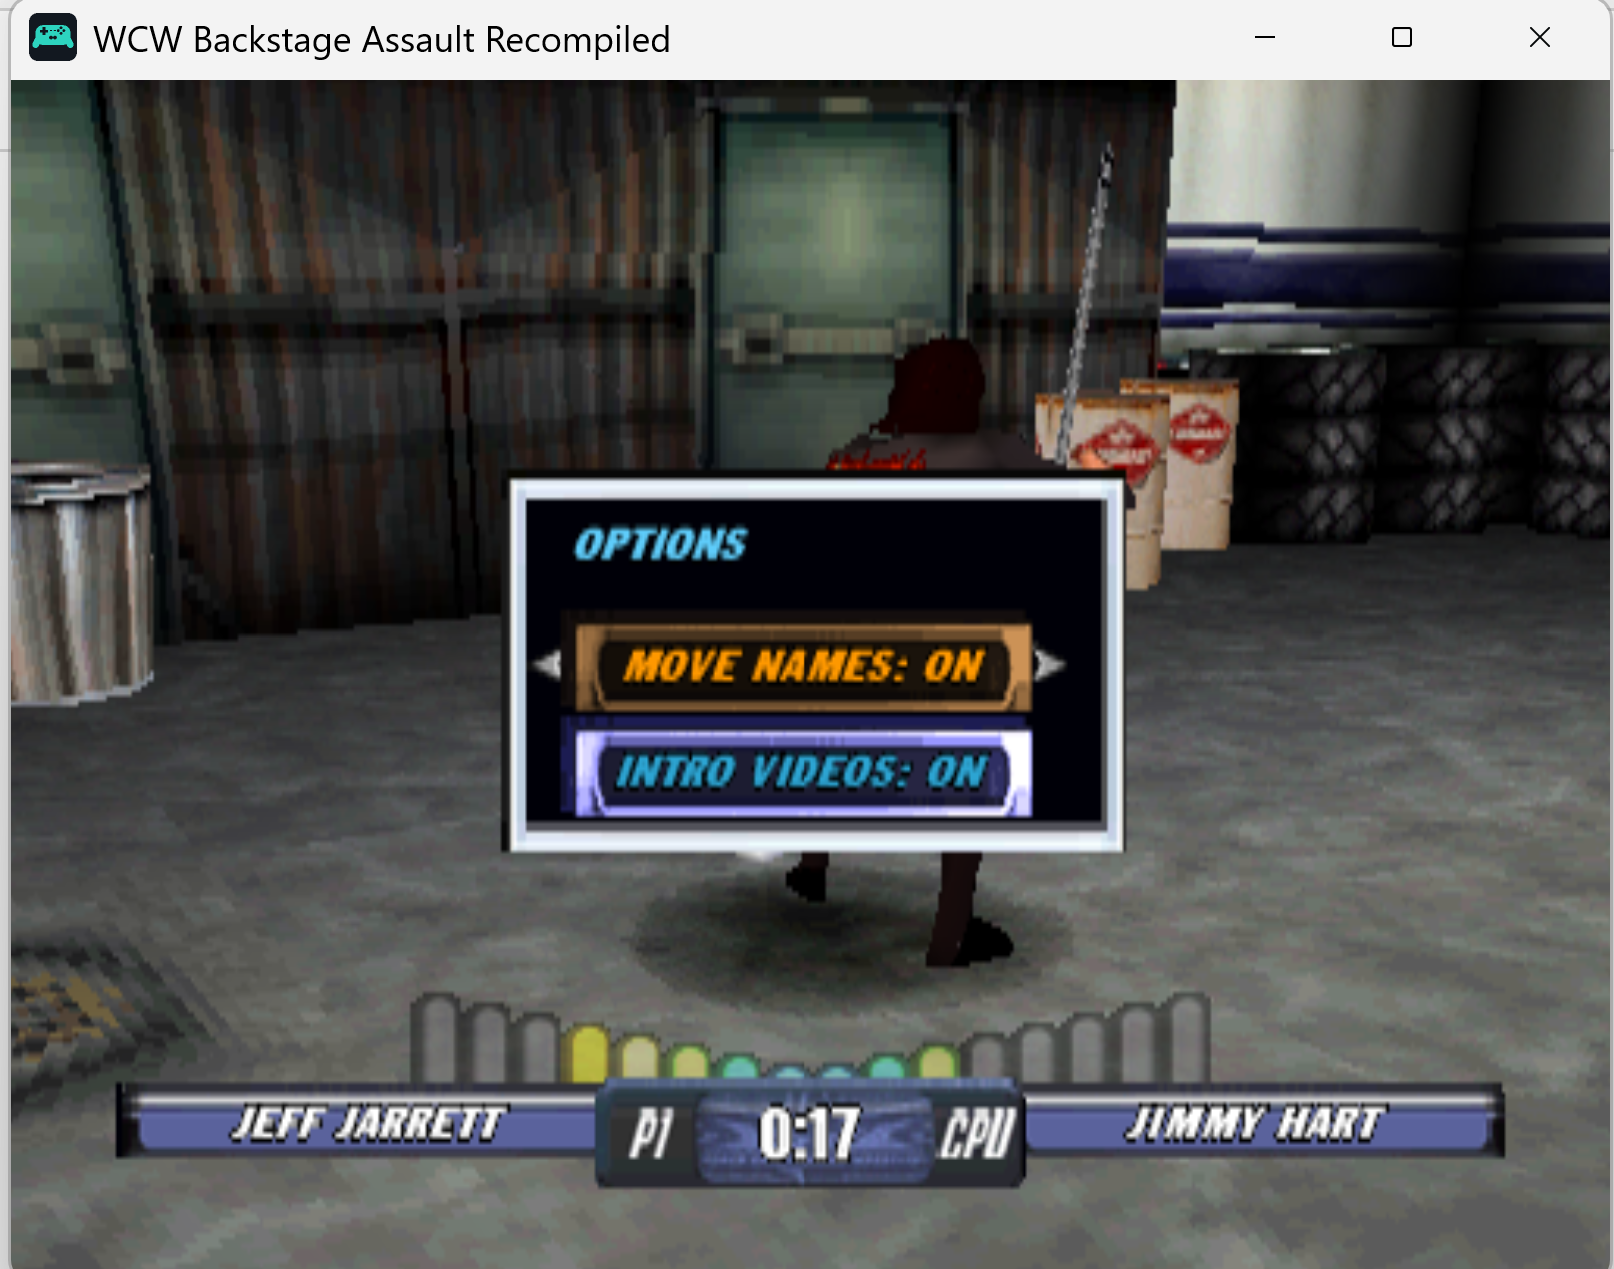 WCW Backstage Assault Recompiled
OPTIONS
MOVE NAMES: ON
INTRO VIDEOS: ON
JEFF JARRETT
P1
0:17
CPU
JIMMY HART